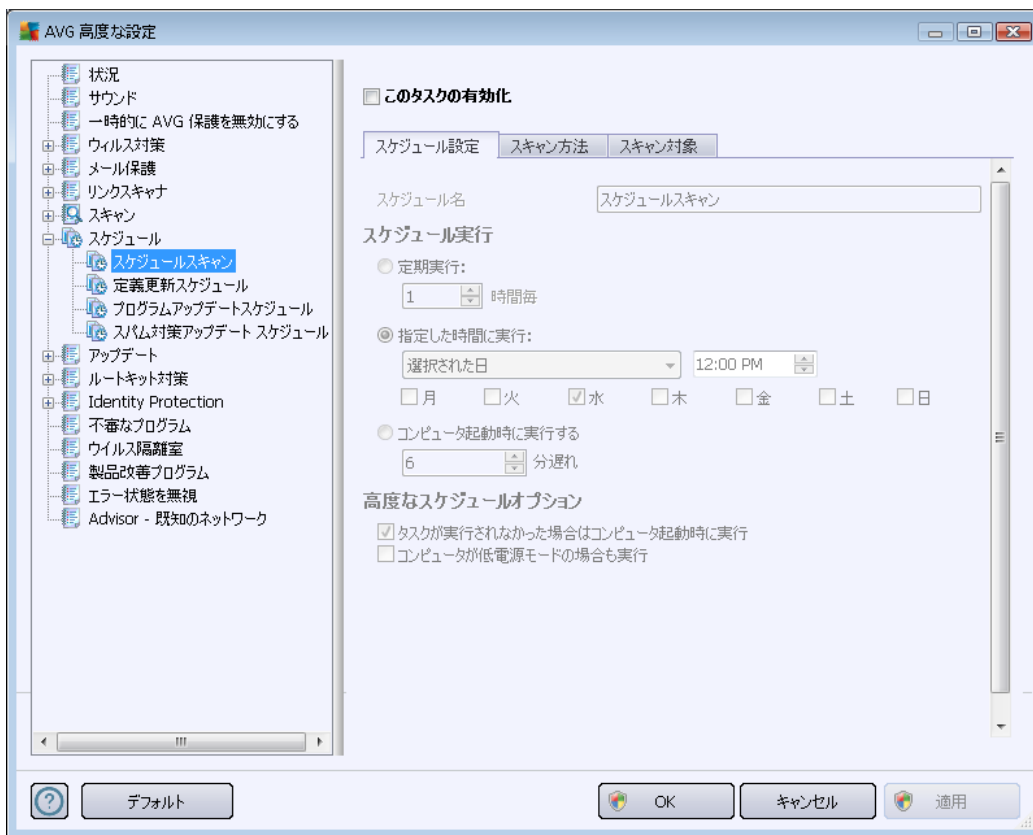 AVG 高度な設定
状況
サウンド
一時的に AVG 保護を無効にする
ウィルス対策
メール保護
リンクスキャナ
スキャン
スケジュール
スケジュールスキャン
定義更新スケジュール
プログラムアップデートスケジュール
スパム対策アップデート スケジュール
アップデート
ルートキット対策
Identity Protection
不審なプログラム
ウイルス隔離室
製品改善プログラム
エラー状態を無視
Advisor - 既知のネットワーク
このタスクの有効化
スケジュール設定 スキャン方法 スキャン対象
スケジュール名 スケジュールスキャン
スケジュール実行
定期実行:
1 時間毎
指定した時間に実行:
選択された日 12:00 PM
月 火 水 木 金 土 日
コンピュータ起動時に実行する
6 分遅れ
高度なスケジュールオプション
タスクが実行されなかった場合はコンピュータ起動時に実行
コンピュータが低電源モードの場合も実行
? デフォルト OK キャンセル 適用